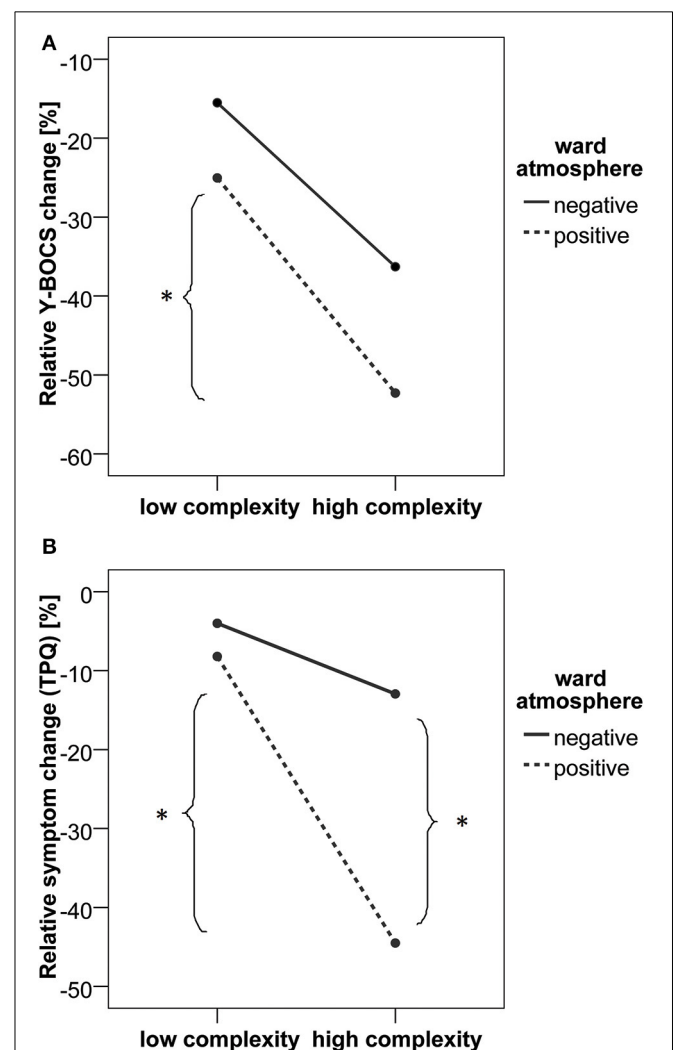 A
Relative Y-BOCS change [%]
-10
-20
-30
-40
-50
-60
*
low complexity high complexity
ward
atmosphere
negative
positive
B
Relative symptom change (TPQ) [%]
0
-10
-20
-30
-40
-50
*
*
low complexity high complexity
ward
atmosphere
negative
positive